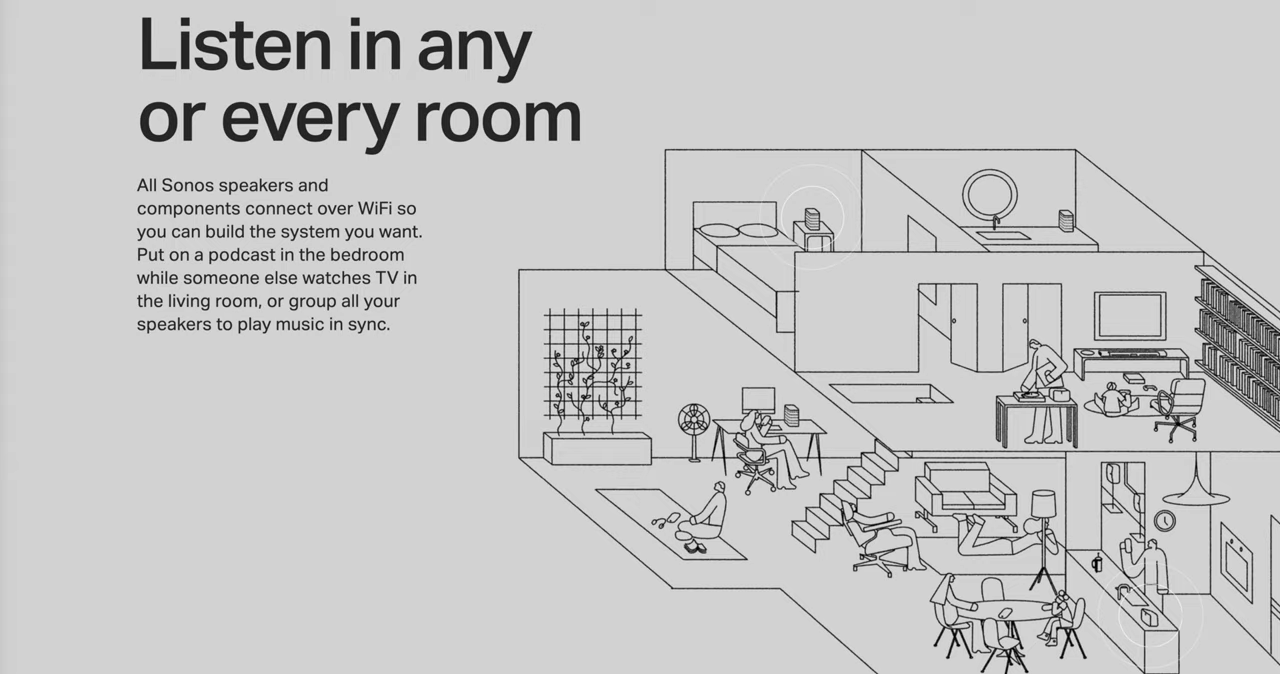 Listen in any
or every room
All Sonos speakers and
components connect over WiFi so
you can build the system you want.
Put on a podcast in the bedroom
while someone else watches TV in
the living room, or group all your
speakers to play music in sync.